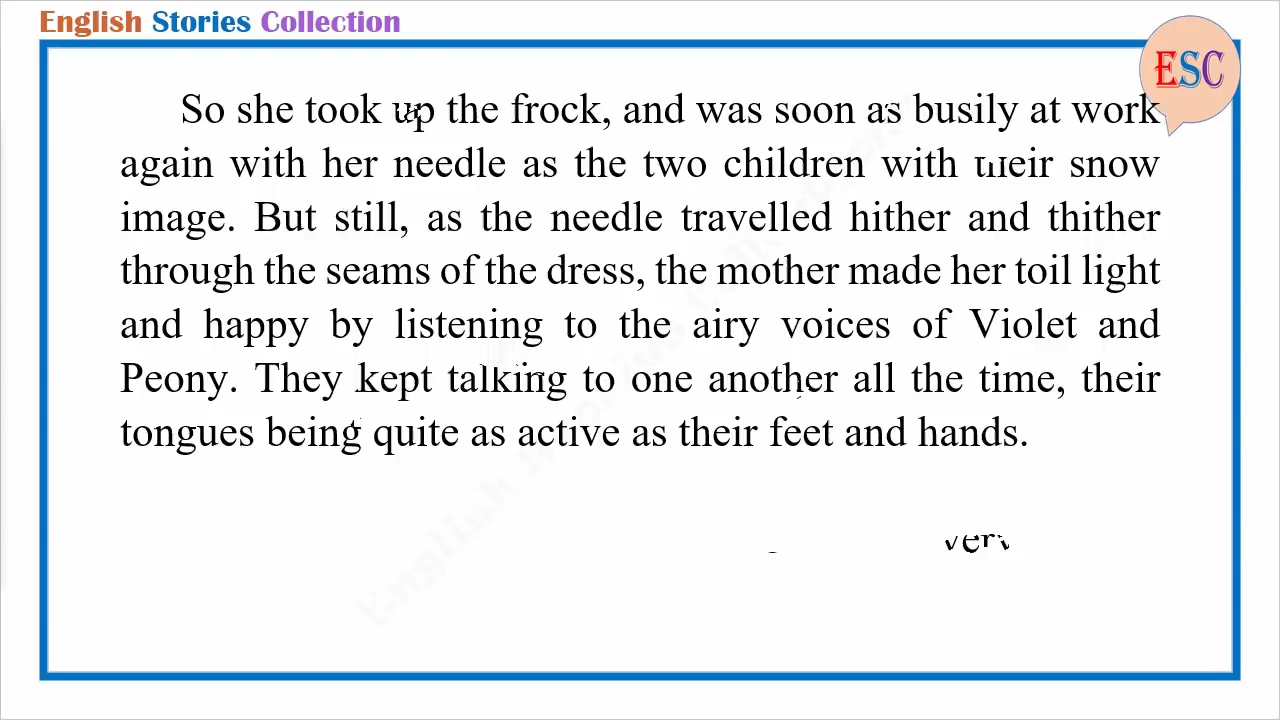 English Stories Collection
ESC
So she took up the frock, and was soon as busily at work
again with her needle as the two children with their snow
image. But still, as the needle travelled hither and thither
through the seams of the dress, the mother made her toil light
and happy by listening to the airy voices of Violet and
Peony. They kept talking to one another all the time, their
tongues being quite as active as their feet and hands.